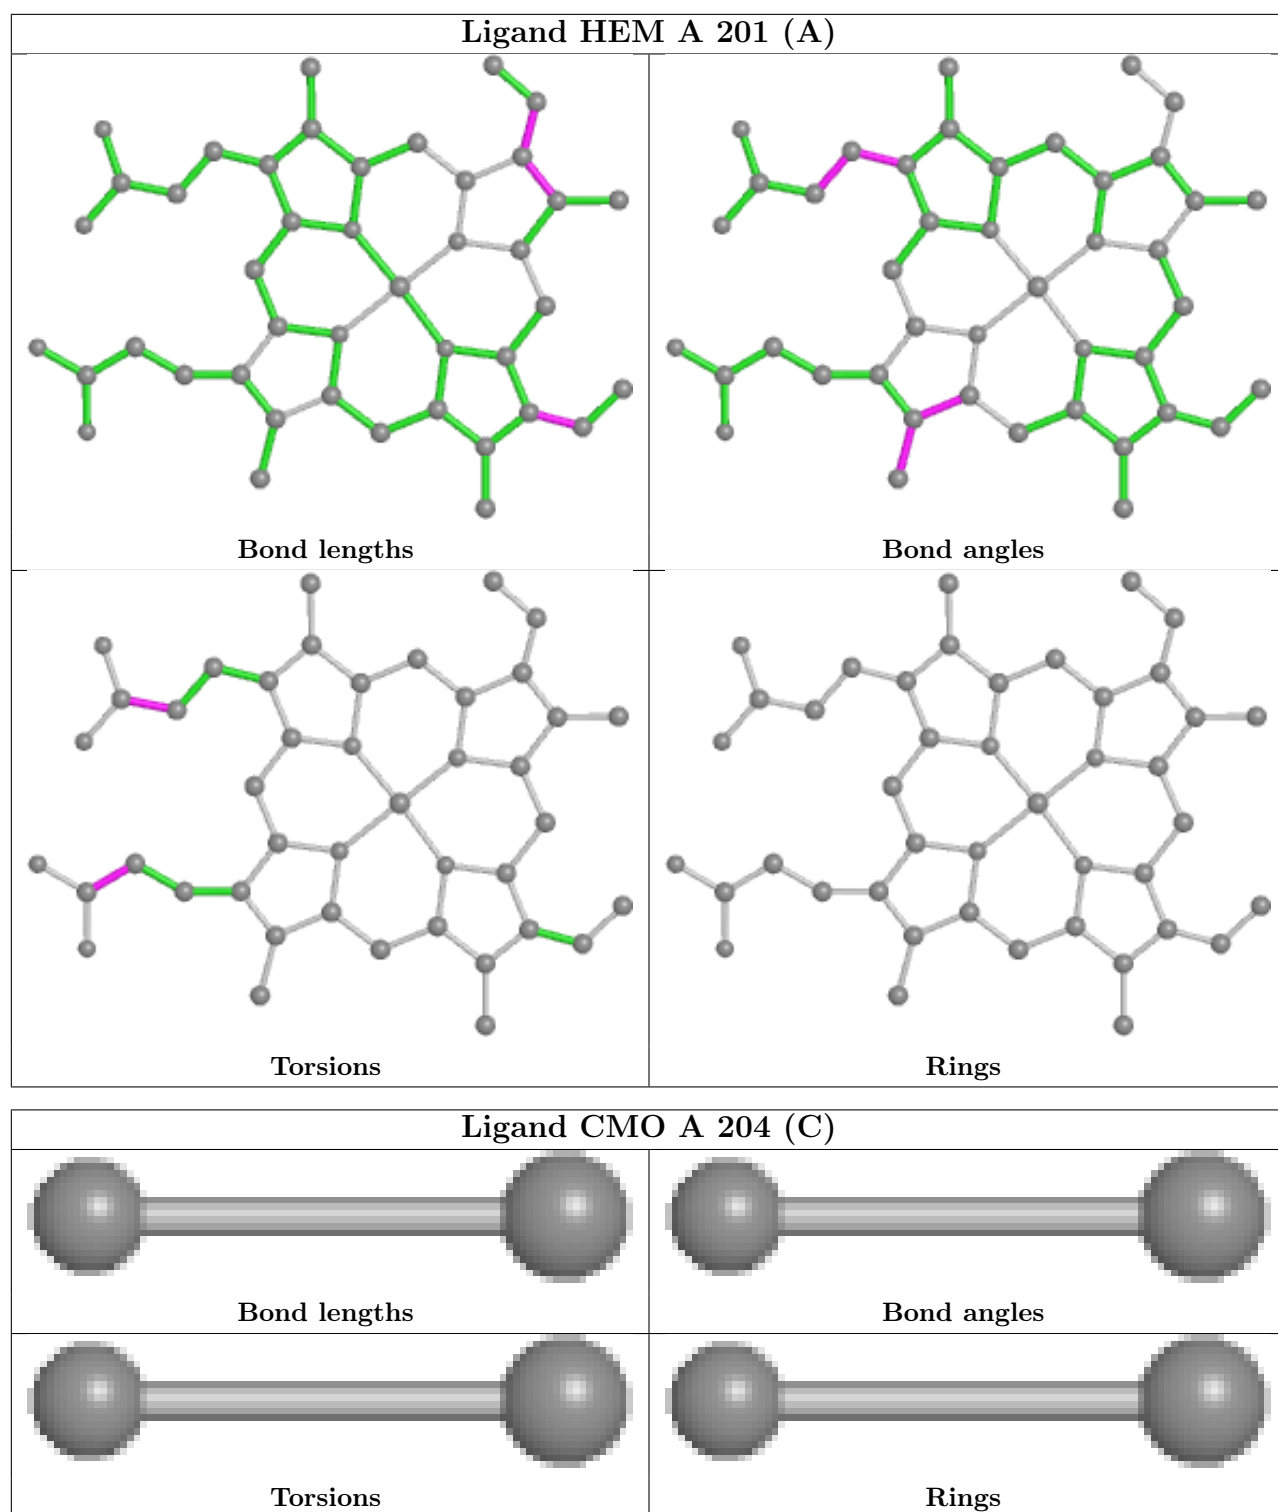 Ligand HEM A 201 (A)
Bond lengths
Bond angles
Torsions
Rings
Ligand CMO A 204 (C)
Bond lengths
Bond angles
Torsions
Rings